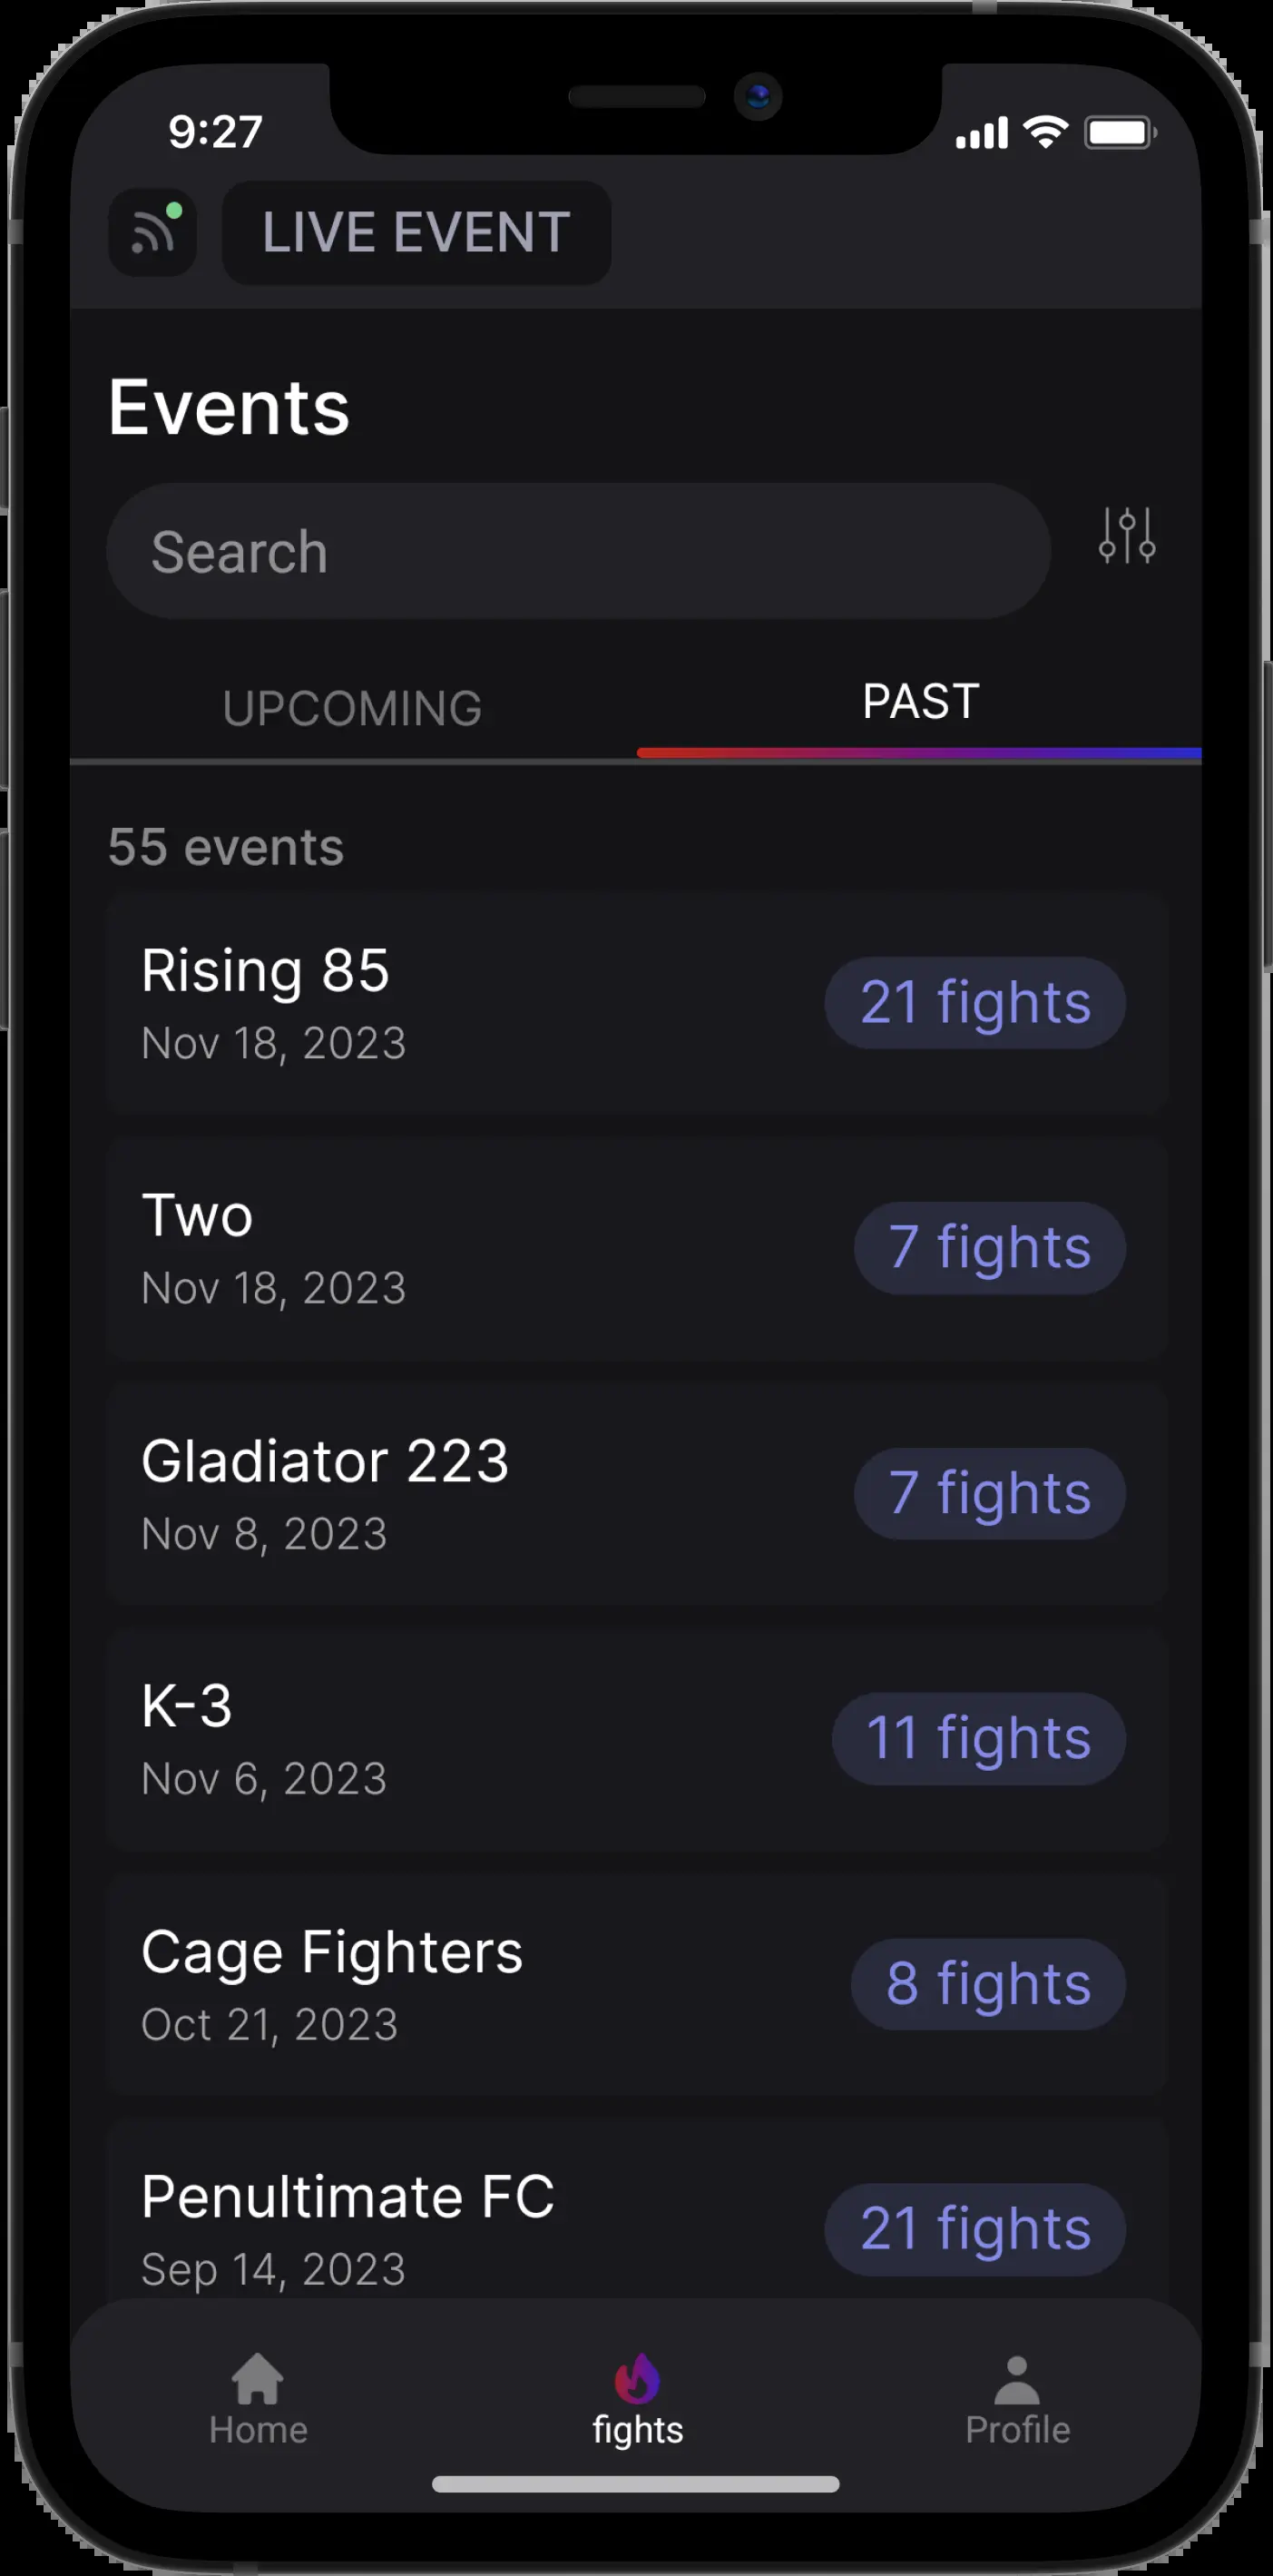 9:27
LIVE EVENT
Events
Search
UPCOMING
PAST
55 events
Rising 85
21 fights
Nov 18, 2023
Two
7 fights
Nov 18, 2023
Gladiator 223
7 fights
Nov 8, 2023
K-3
11 fights
Nov 6, 2023
Cage Fighters
8 fights
Oct 21, 2023
Penultimate FC
21 fights
Sep 14, 2023
Home
fights
Profile